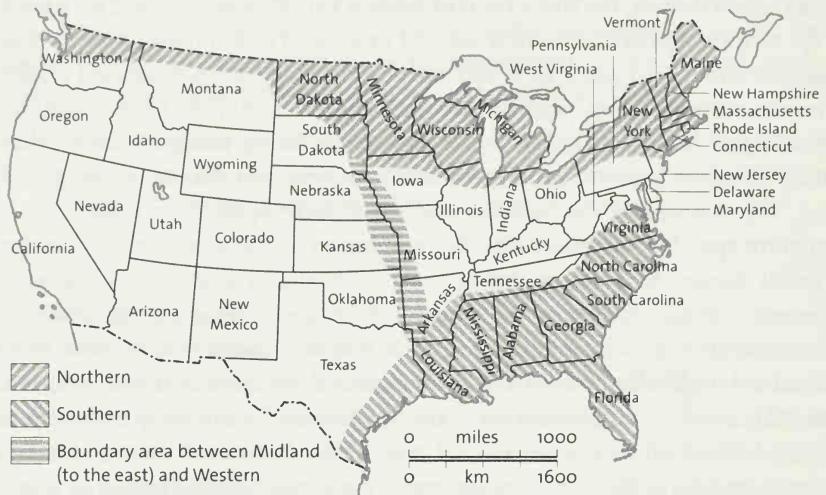 Vermont
Pennsylvania
West Virginia
Maine
Washington
Montana
North
Dakota
Minnesota
Michigan
Wisconsin
New
York
New Hampshire
Massachusetts
Rhode Island
Connecticut
Oregon
Idaho
South
Dakota
Wyoming
Iowa
Nebraska
Illinois
Indiana
Ohio
New Jersey
Delaware
Maryland
Nevada
Utah
Colorado
Kansas
Missouri
Kentucky
Virginia
California
Tennessee
North Carolina
Arizona
New
Mexico
Oklahoma
Arkansas
South Carolina
Mississippi
Alabama
Georgia
Texas
Louisiana
Florida
Northern
Southern
Boundary area between Midland
(to the east) and Western
0 miles 1000
0 km 1600